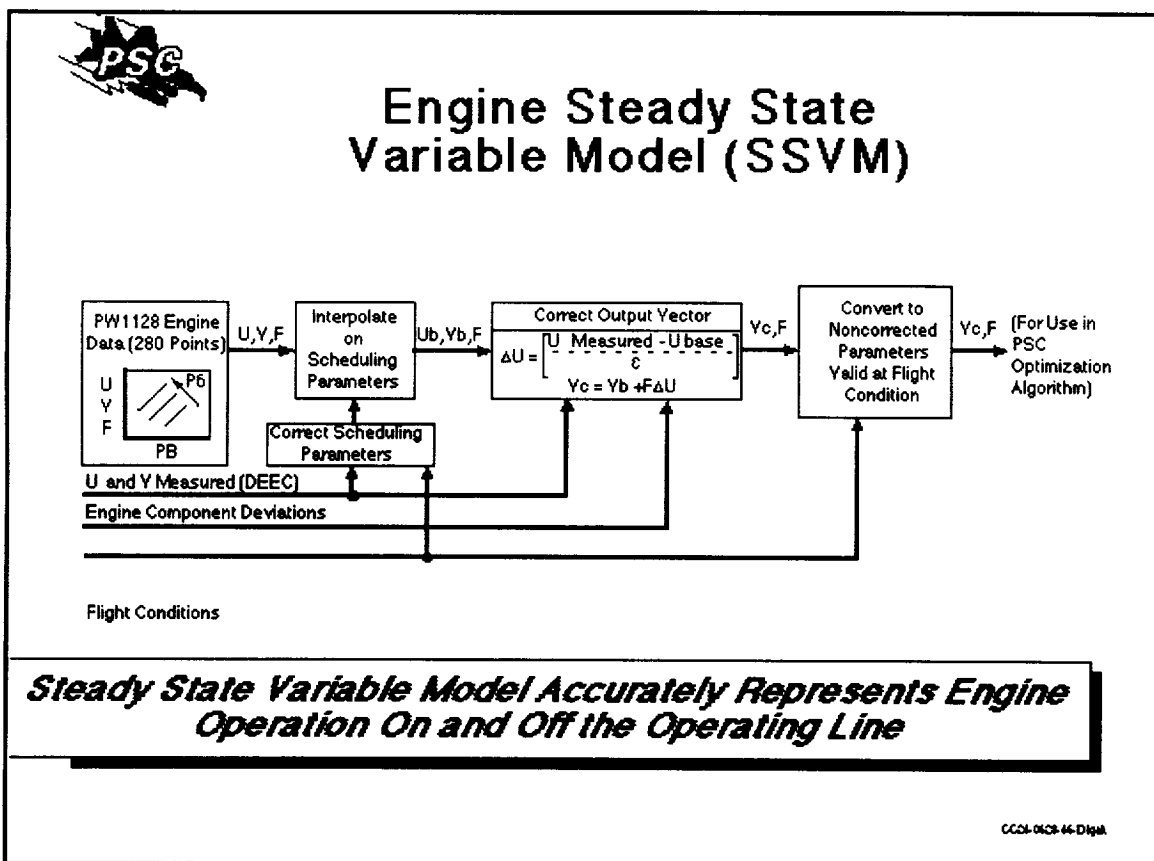 PSC
Engine Steady State
Variable Model (SSVM)
PW1128 Engine
Data (280 Points)
U
Y
F
P6
PB
U,Y,F
Interpolate
on
Scheduling
Parameters
Correct Scheduling
Parameters
Ub,Yb,F
Correct Output Vector
ΔU = [U Measured - U base
ε]
Yc = Yb + FΔU
Yc,F
Convert to
Noncorrected
Parameters
Valid at Flight
Condition
Yc,F
(For Use in
PSC
Optimization
Algorithm)
U and Y Measured (DEEC)
Engine Component Deviations
Flight Conditions
Steady State Variable Model Accurately Represents Engine
Operation On and Off the Operating Line